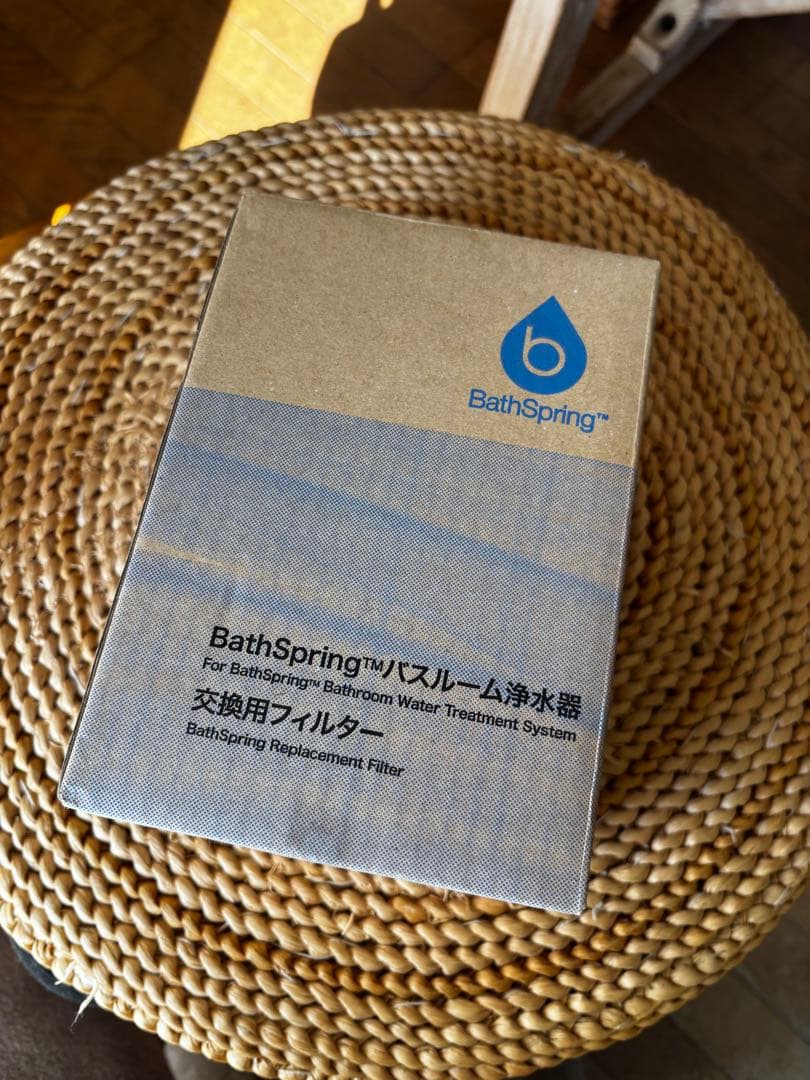 b
BathSpring™
BathSpring™バスルーム浄水器
For BathSpring™ Bathroom Water Treatment System
交換用フィルター
BathSpring Replacement Filter